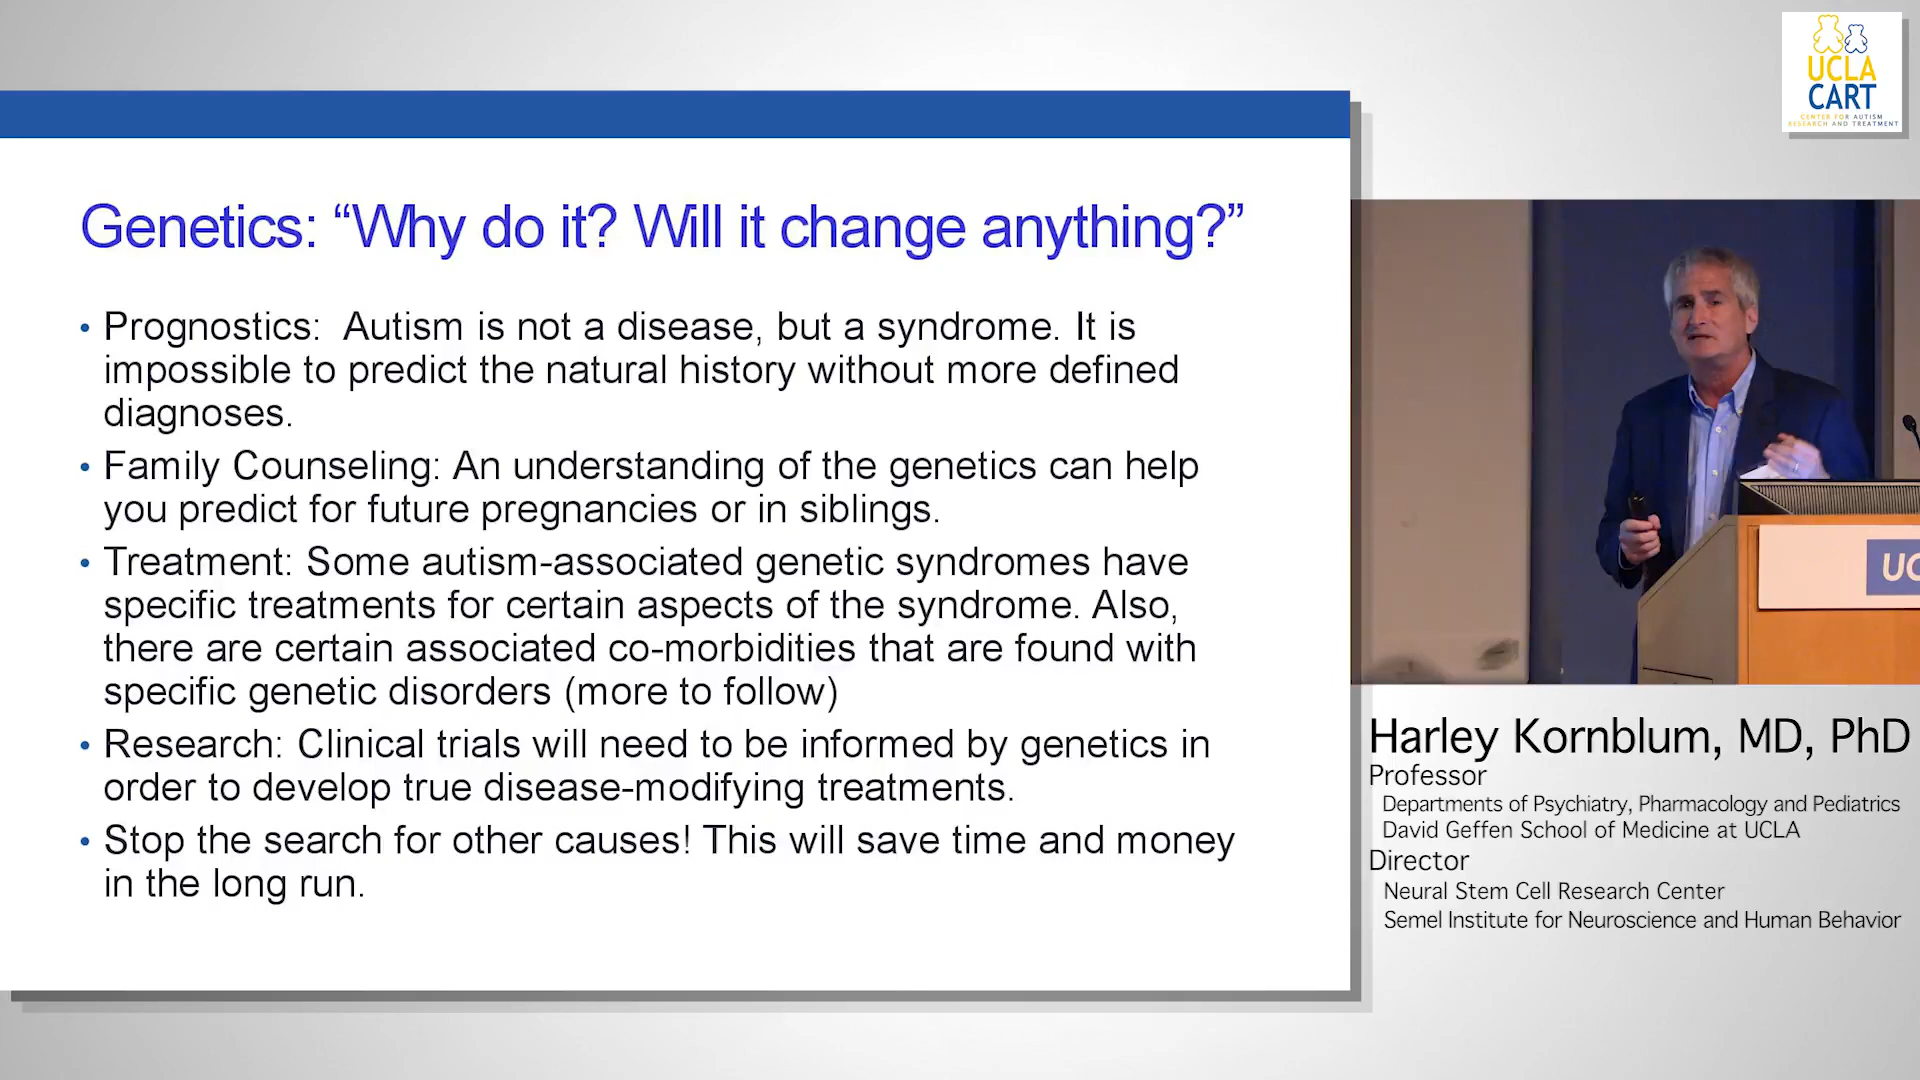 UCLA
CART
CENTER FOR AUTISM
RESEARCH AND TREATMENT
Genetics: “Why do it? Will it change anything?”
• Prognostics:  Autism is not a disease, but a syndrome. It is
impossible to predict the natural history without more defined
diagnoses.
• Family Counseling: An understanding of the genetics can help
you predict for future pregnancies or in siblings.
• Treatment: Some autism-associated genetic syndromes have
specific treatments for certain aspects of the syndrome. Also,
there are certain associated co-morbidities that are found with
specific genetic disorders (more to follow)
• Research: Clinical trials will need to be informed by genetics in
order to develop true disease-modifying treatments.
• Stop the search for other causes! This will save time and money
in the long run.
UC
Harley Kornblum, MD, PhD
Professor
Departments of Psychiatry, Pharmacology and Pediatrics
David Geffen School of Medicine at UCLA
Director
Neural Stem Cell Research Center
Semel Institute for Neuroscience and Human Behavior